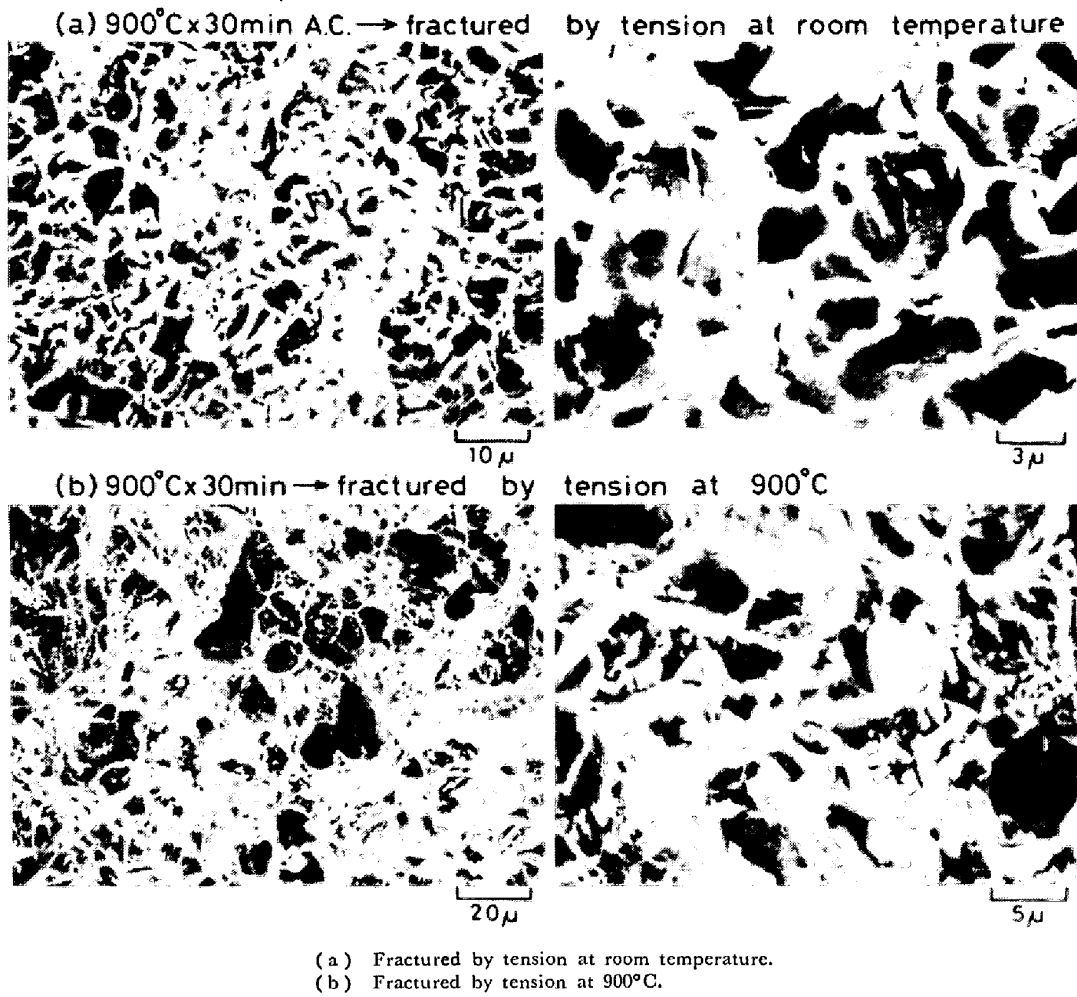 (a) 900°C x 30min A.C. → fractured by tension at room temperature
10 μ
3 μ
(b) 900°C x 30min → fractured by tension at 900°C
20 μ
5 μ
(a) Fractured by tension at room temperature.
(b) Fractured by tension at 900°C.